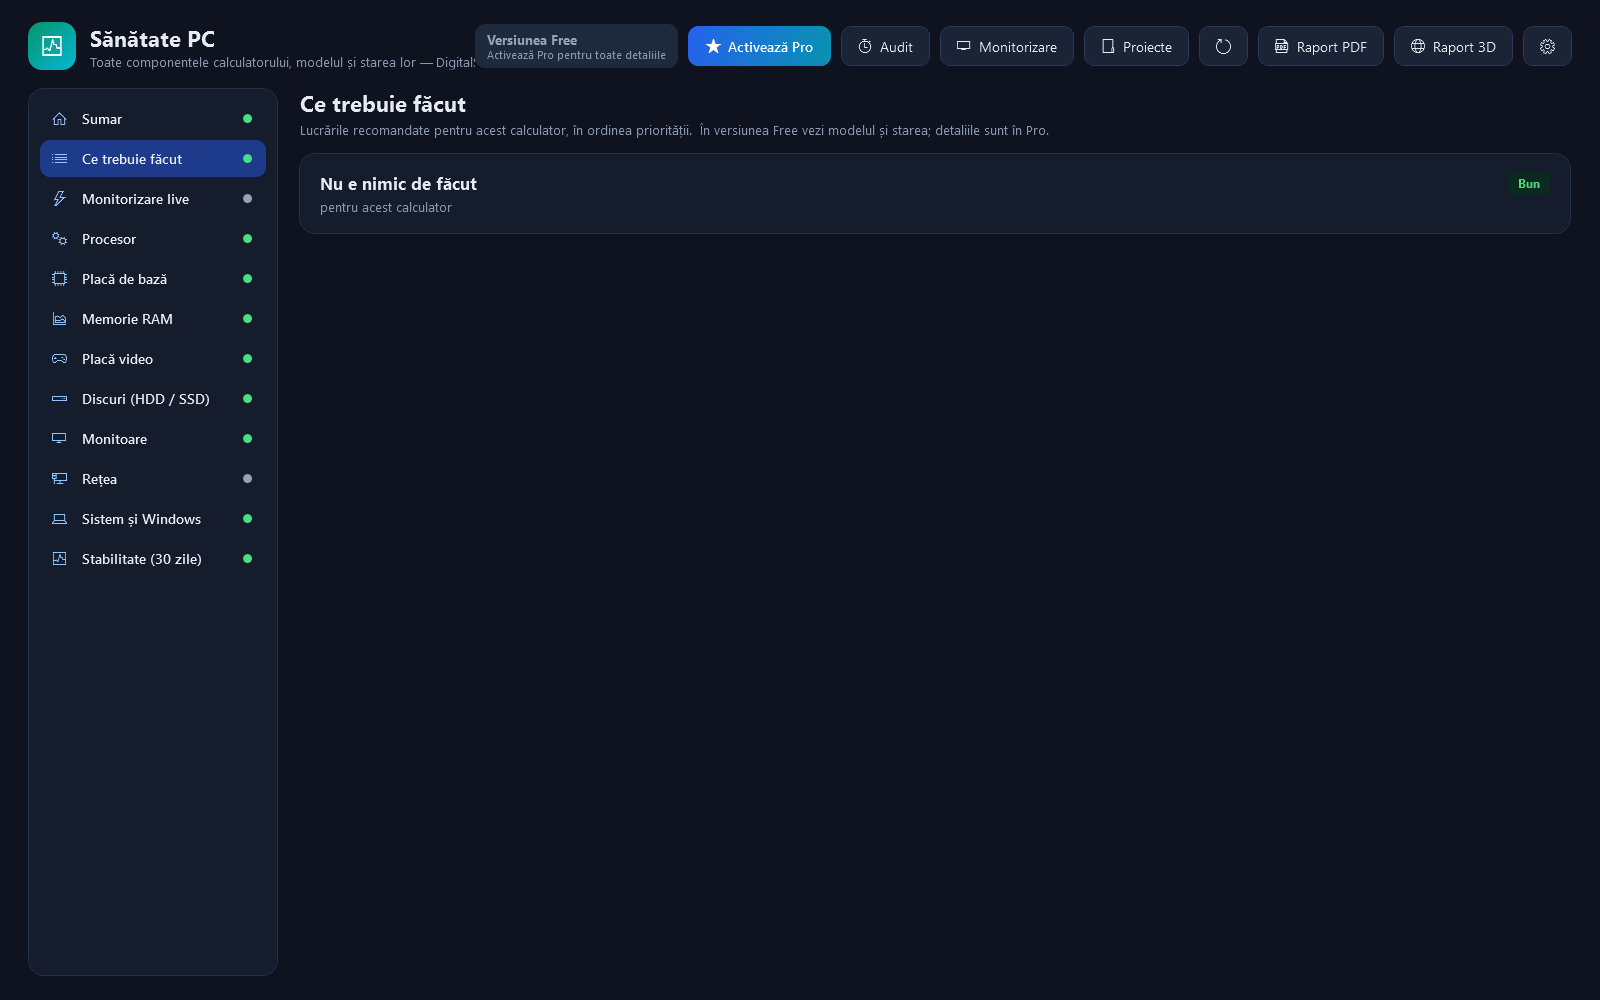 Sănătate PC
Toate componentele calculatorului, modelul și starea lor — Digital
Versiunea Free
Activează Pro pentru toate detaliile
Activează Pro
Audit
Monitorizare
Proiecte
Raport PDF
Raport 3D
Sumar
Ce trebuie făcut
Monitorizare live
Procesor
Placă de bază
Memorie RAM
Placă video
Discuri (HDD / SSD)
Monitoare
Rețea
Sistem și Windows
Stabilitate (30 zile)
Ce trebuie făcut
Lucrările recomandate pentru acest calculator, în ordinea priorității. În versiunea Free vezi modelul și starea; detaliile sunt în Pro.
Nu e nimic de făcut
pentru acest calculator
Bun